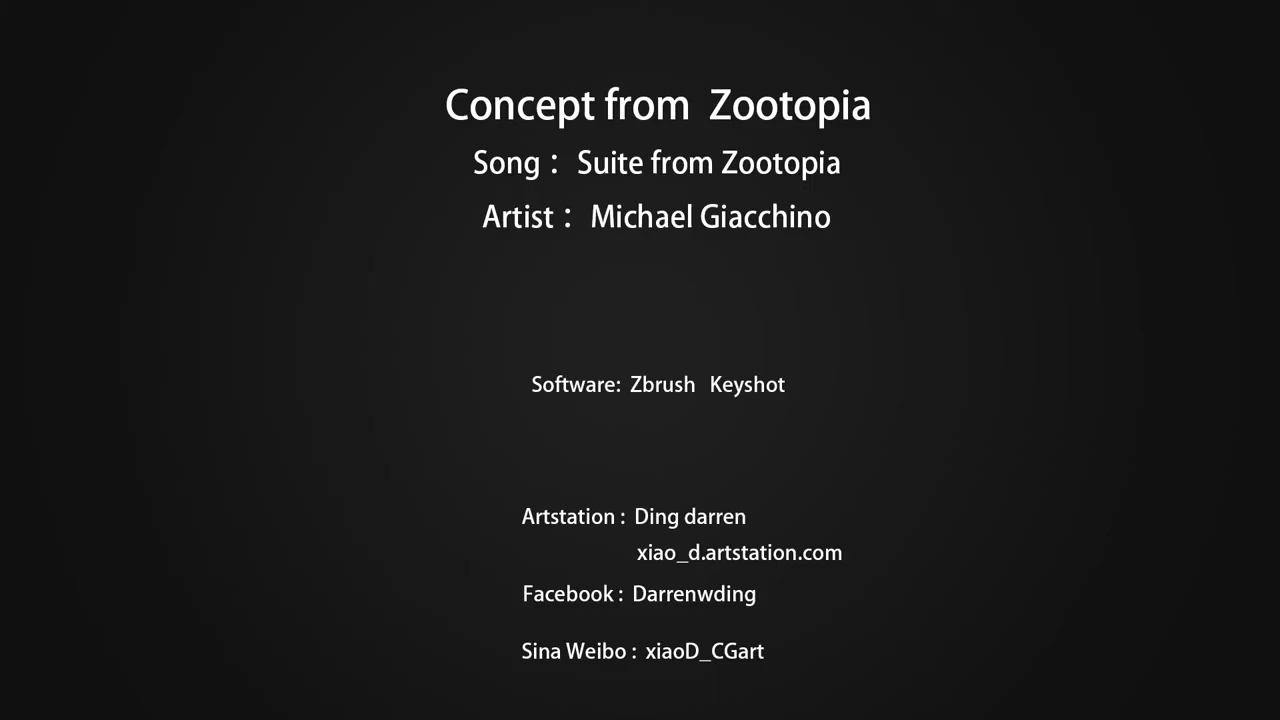 Concept from Zootopia
Song： Suite from Zootopia
Artist： Michael Giacchino
Software: Zbrush Keyshot
Artstation : Ding darren
xiao_d.artstation.com
Facebook : Darrenwding
Sina Weibo : xiaoD_CGart